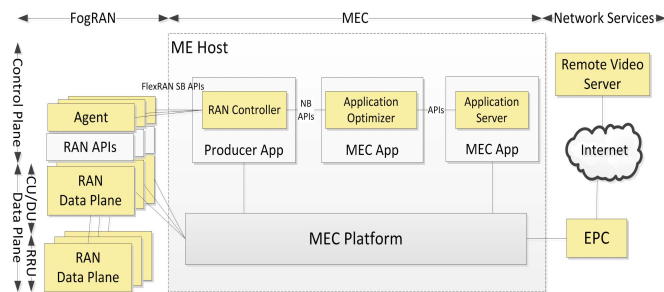 FogRAN
MEC
Network Services
Control Plane
CU/DU
Data Plane
RRU
ME Host
FlexRAN SB APIs
Agent
RAN APIs
RAN
Data Plane
RAN
Data Plane
RAN Controller
Producer App
NB
APIs
Application
Optimizer
MEC App
APIs
Application
Server
MEC App
MEC Platform
Remote Video
Server
Internet
EPC